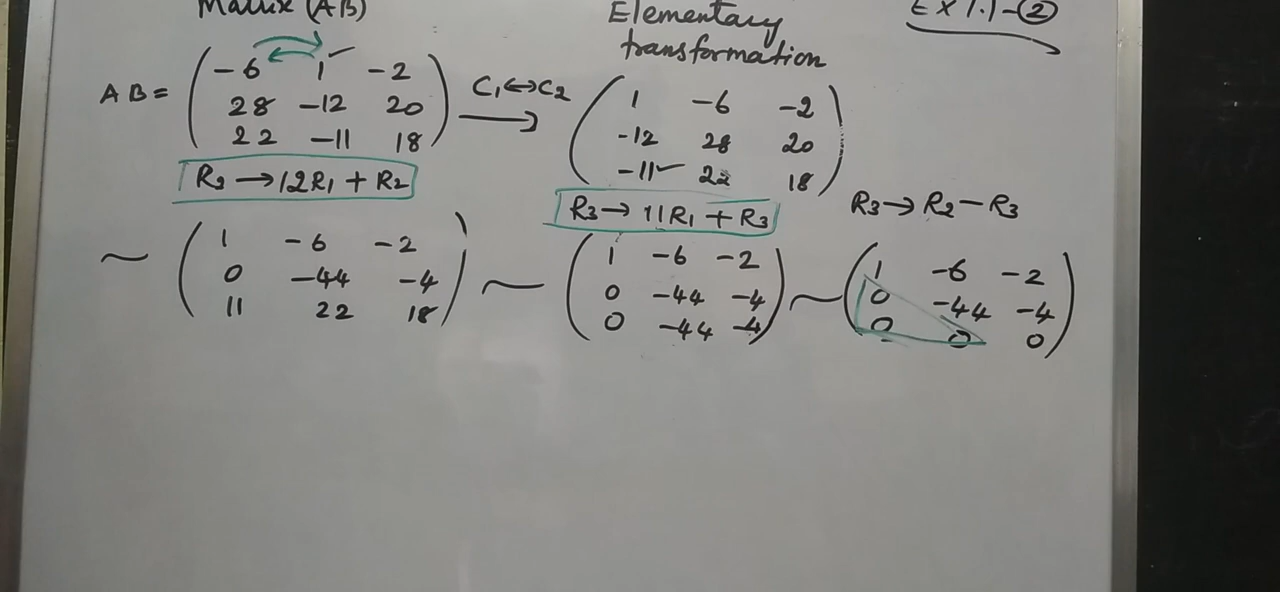 Matrix (AB)
Elementary
transformation
Ex 1.1-②
AB = ( -6 1 -2
28 -12 20
22 -11 18 )
C₁↔C₂
→
( 1 -6 -2
-12 28 20
-11 22 18 )
R₂ → 12R₁ + R₂
R₃ → 11R₁ + R₃
R₃ → R₂ - R₃
~ ( 1 -6 -2
0 -44 -4
11 22 18 )
~ ( 1 -6 -2
0 -44 -4
0 -44 -4 )
~ ( 1 -6 -2
0 -44 -4
0 0 0 )